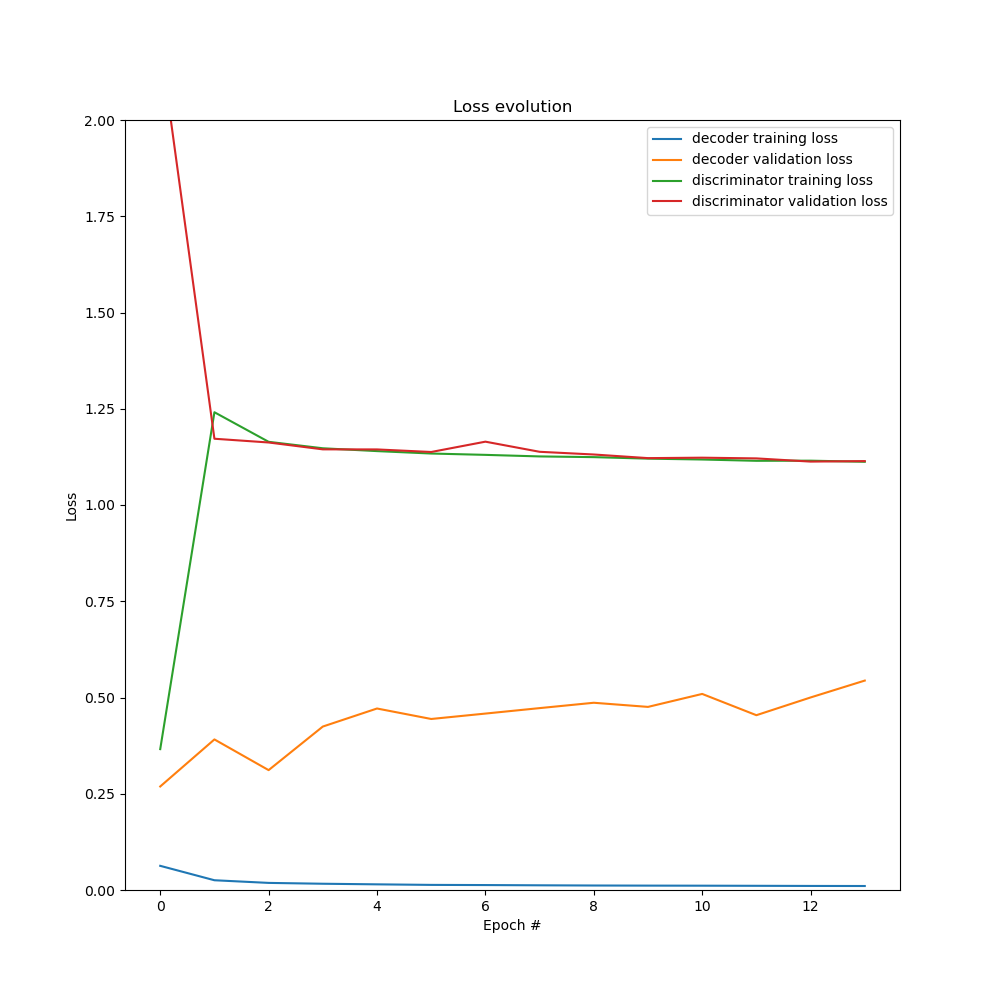 Loss evolution
decoder training loss
decoder validation loss
discriminator training loss
discriminator validation loss
2.00
1.75
1.50
1.25
1.00
0.75
0.50
0.25
0.00
Loss
0 2 4 6 8 10 12
Epoch #